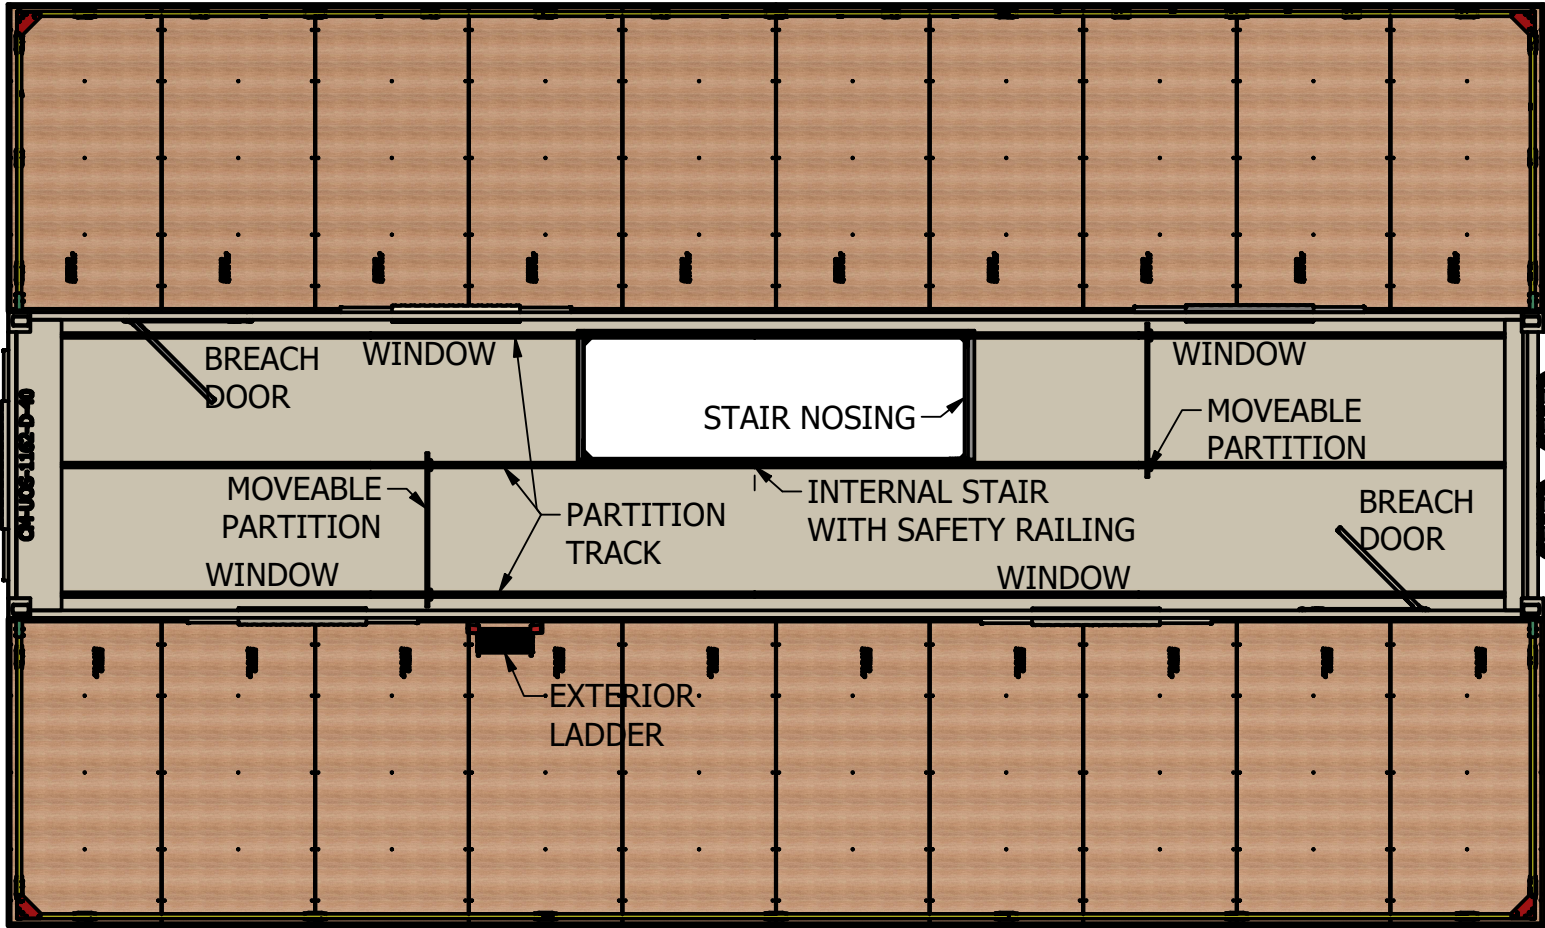 BREACH
DOOR
WINDOW
STAIR NOSING
WINDOW
MOVEABLE
PARTITION
MOVEABLE
PARTITION
PARTITION
TRACK
INTERNAL STAIR
WITH SAFETY RAILING
BREACH
DOOR
WINDOW
WINDOW
EXTERIOR
LADDER